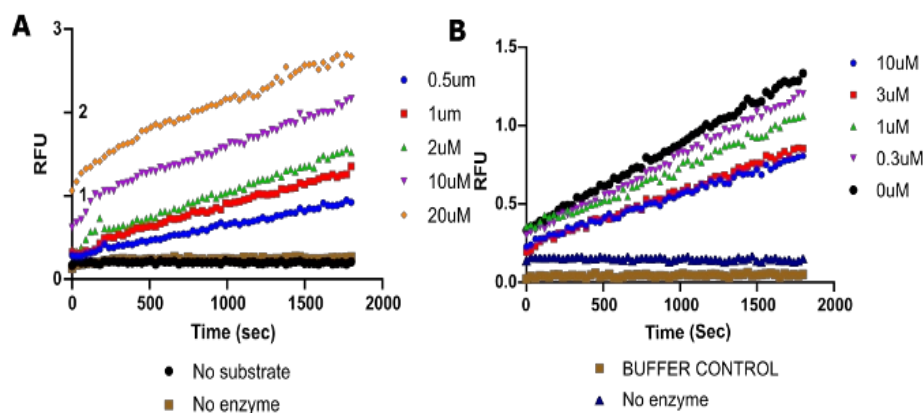 A
3
2
1
0
RFU
0
500
1000
1500
2000
Time (sec)
0.5um
1um
2uM
10uM
20uM
No substrate
No enzyme
B
1.5
1.0
0.5
0.0
RFU
0
500
1000
1500
2000
Time (Sec)
10uM
3uM
1uM
0.3uM
0uM
BUFFER CONTROL
No enzyme